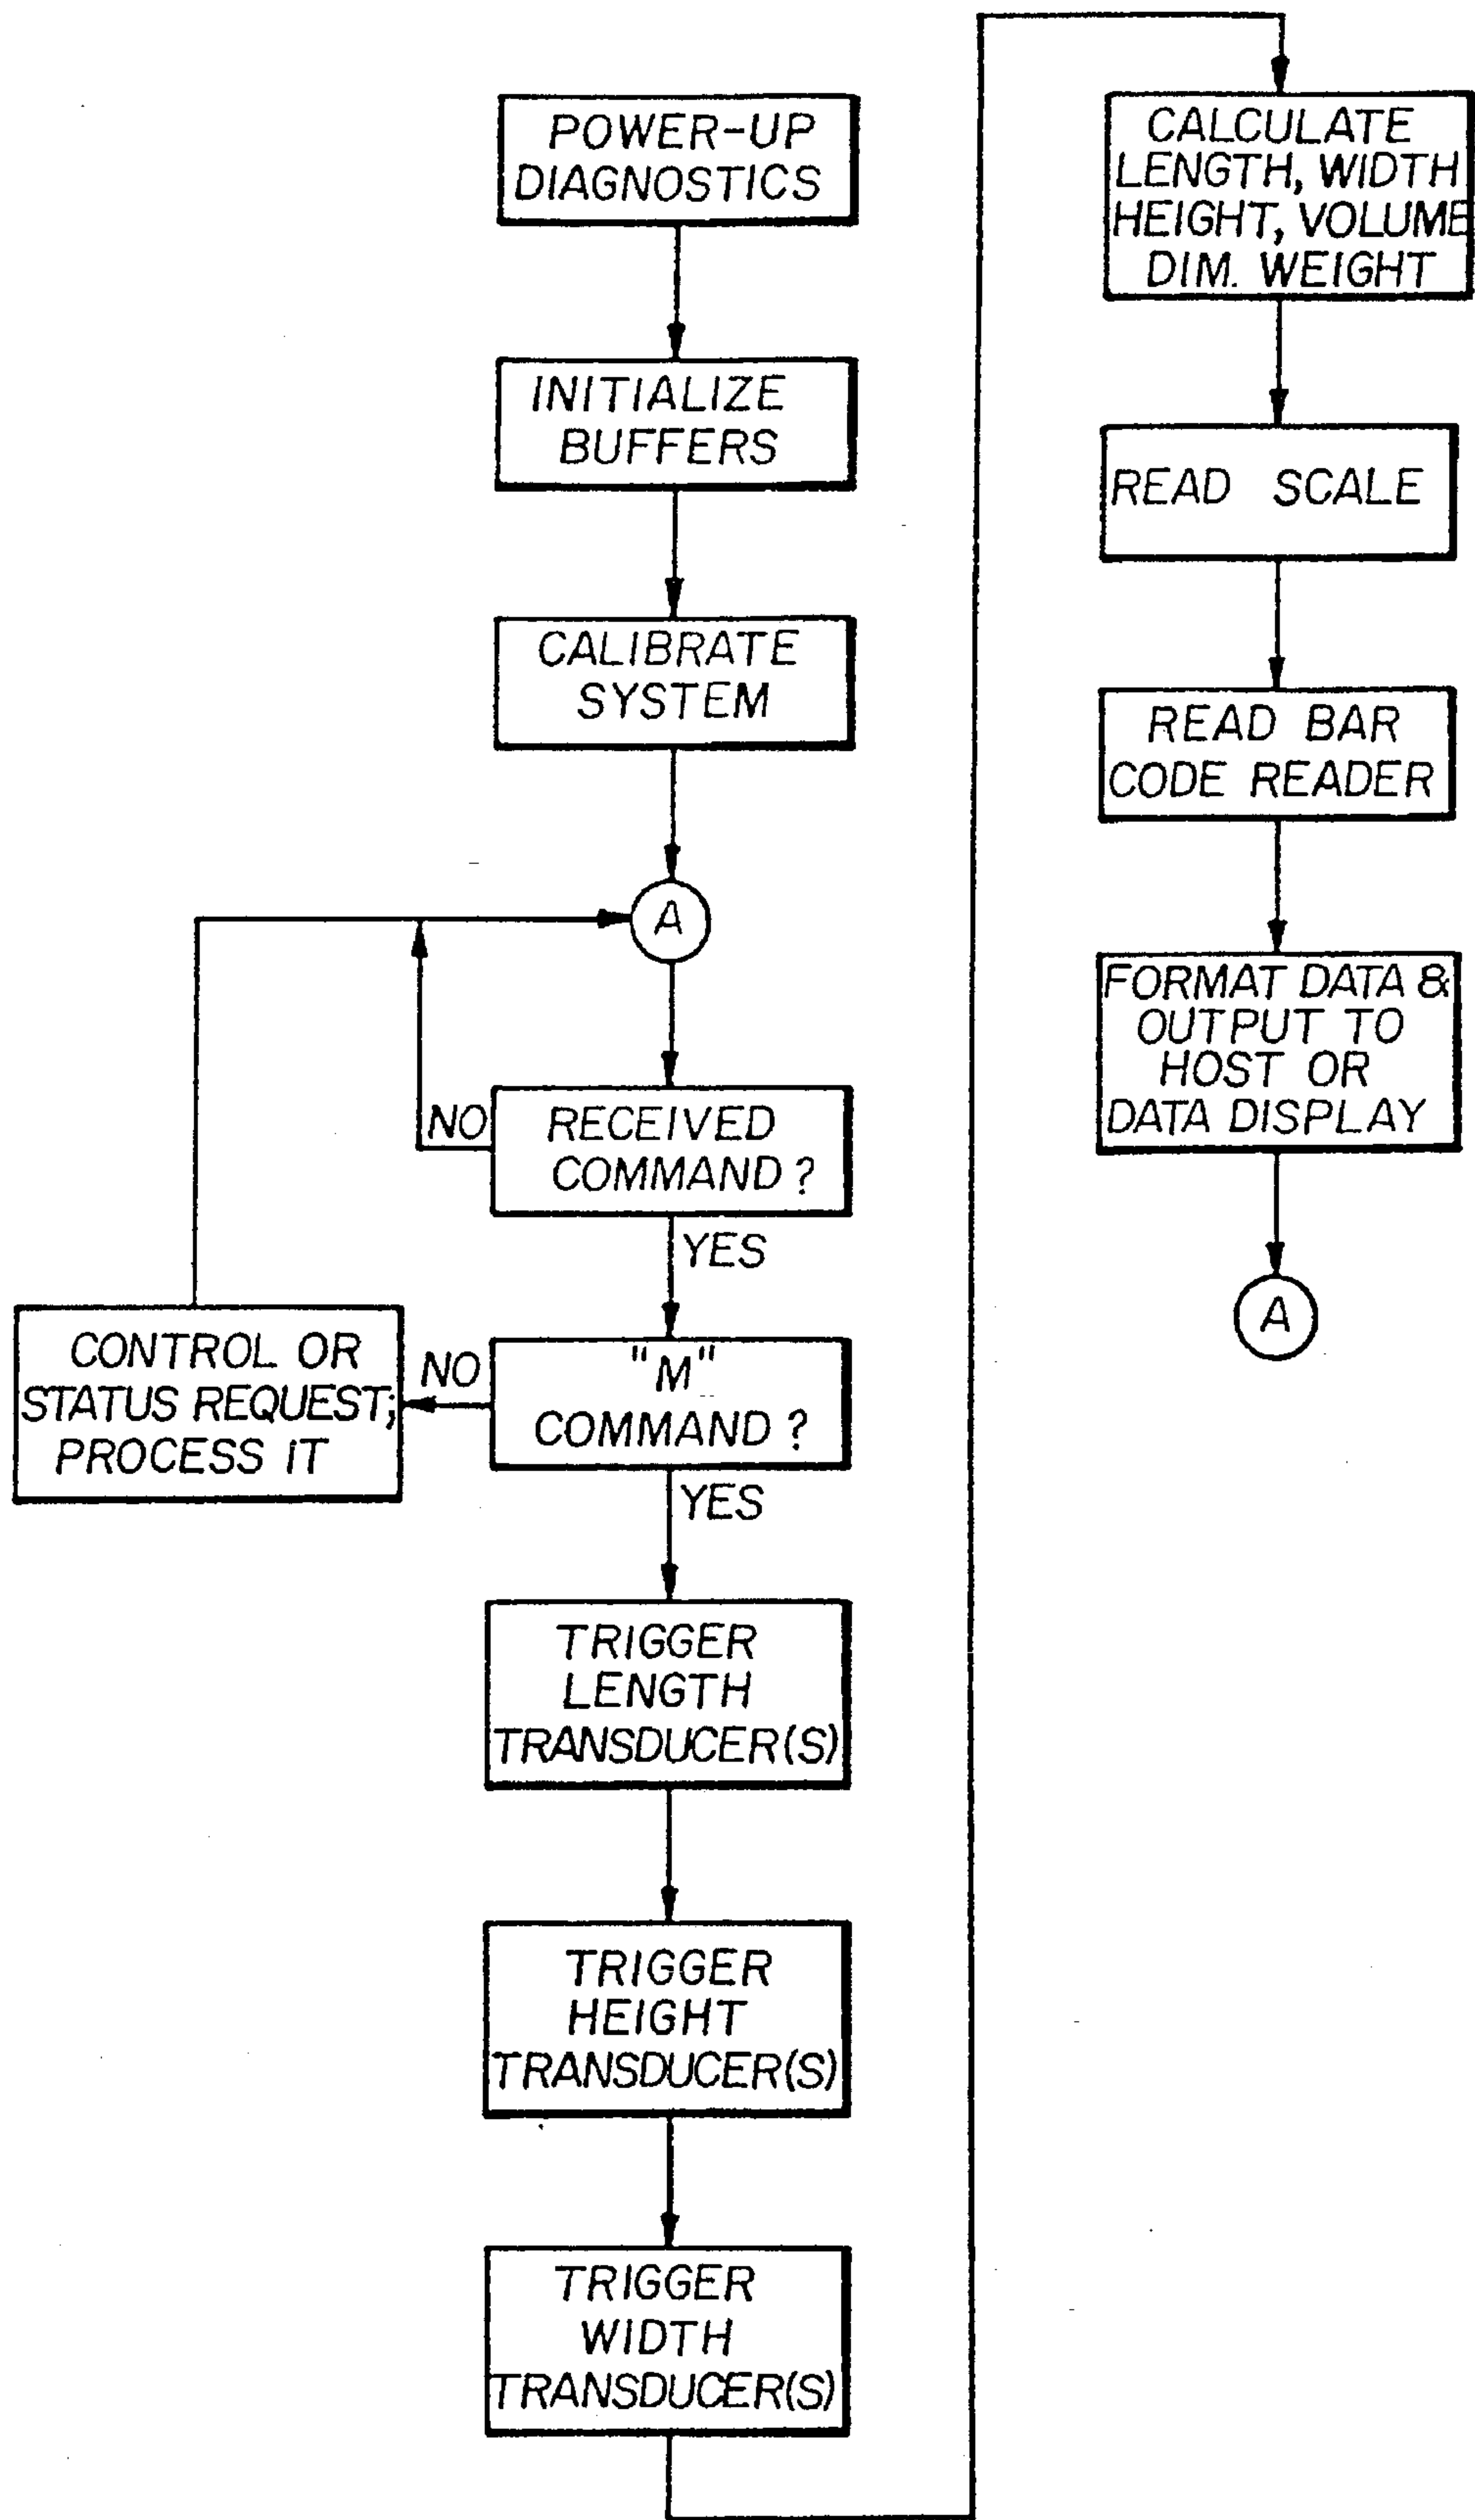 POWER-UP
DIAGNOSTICS
INITIALIZE
BUFFERS
CALIBRATE
SYSTEM
A
NO
RECEIVED
COMMAND ?
YES
CONTROL OR
STATUS REQUEST;
PROCESS IT
NO
"M"
COMMAND ?
YES
TRIGGER
LENGTH
TRANSDUCER(S)
TRIGGER
HEIGHT
TRANSDUCER(S)
TRIGGER
WIDTH
TRANSDUCER(S)
CALCULATE
LENGTH, WIDTH
HEIGHT, VOLUME
DIM. WEIGHT
READ SCALE
READ BAR
CODE READER
FORMAT DATA &
OUTPUT TO
HOST OR
DATA DISPLAY
A